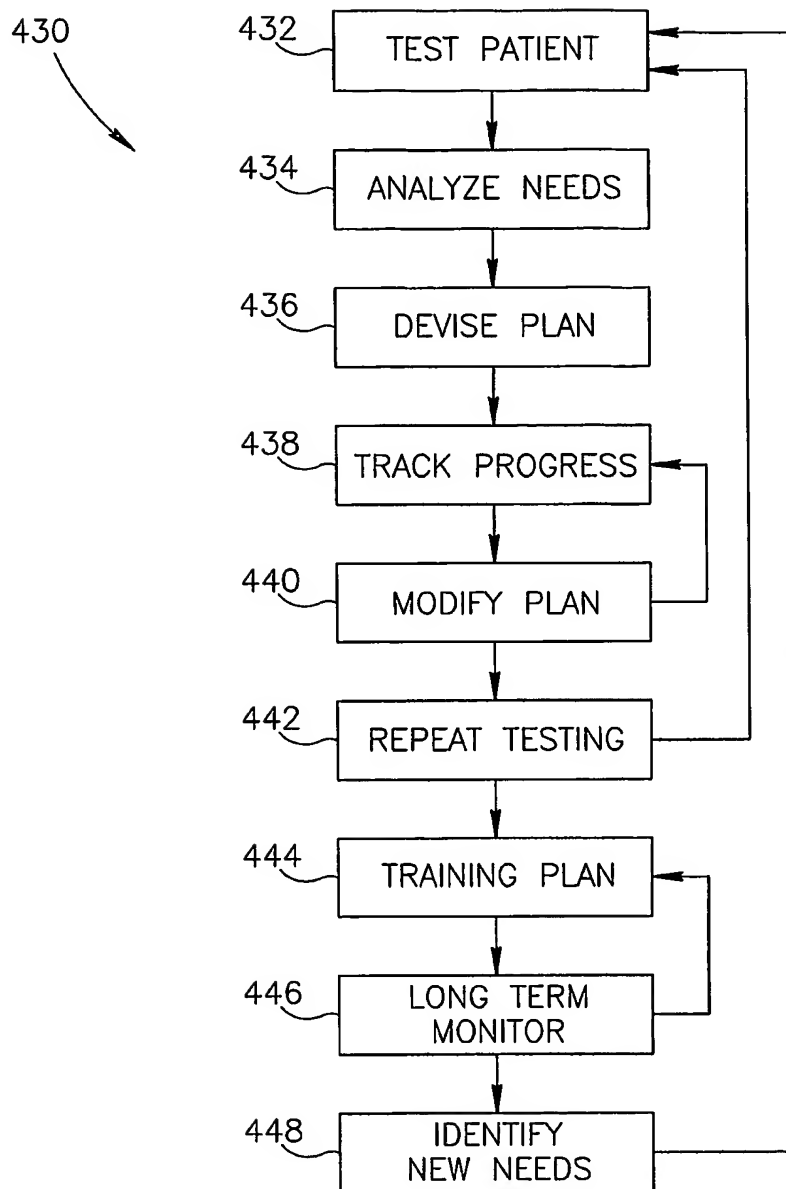 430
432
TEST PATIENT
434
ANALYZE NEEDS
436
DEVISE PLAN
438
TRACK PROGRESS
440
MODIFY PLAN
442
REPEAT TESTING
444
TRAINING PLAN
446
LONG TERM
MONITOR
448
IDENTIFY
NEW NEEDS